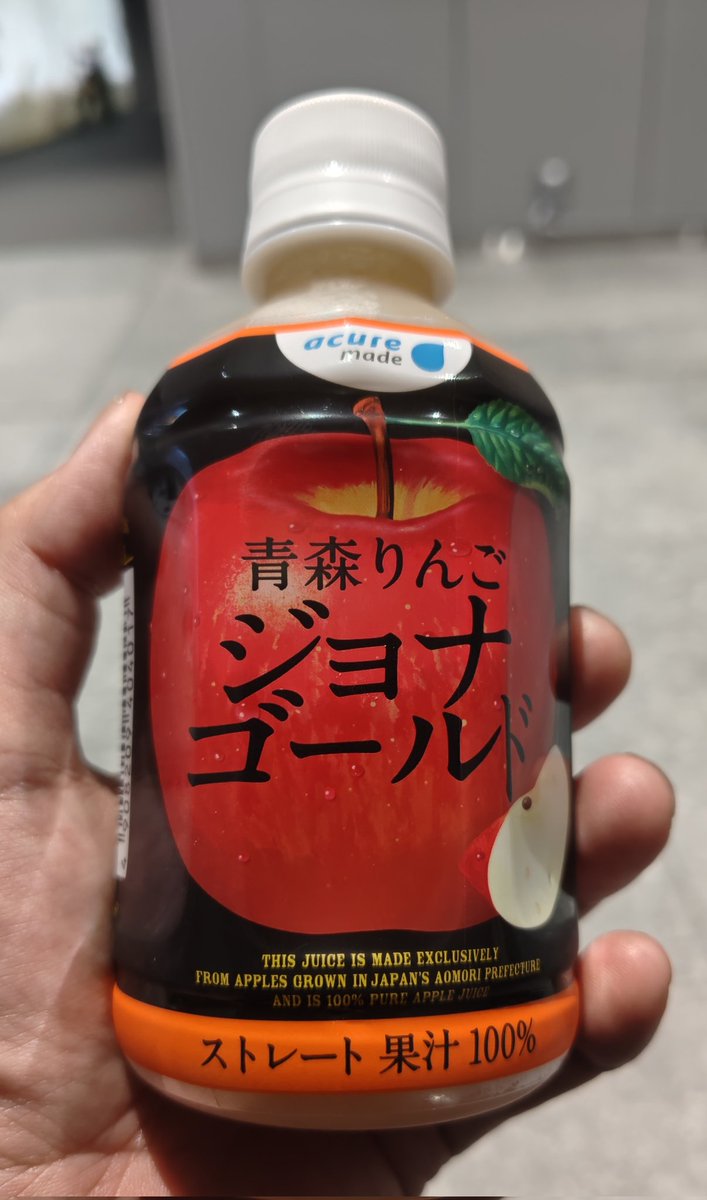 acure
made
青森りんご
ジョナ
ゴールド
THIS JUICE IS MADE EXCLUSIVELY
FROM APPLES GROWN IN JAPAN'S AOMORI PREFECTURE
AND IS 100% PURE APPLE JUICE
ストレート 果汁 100%